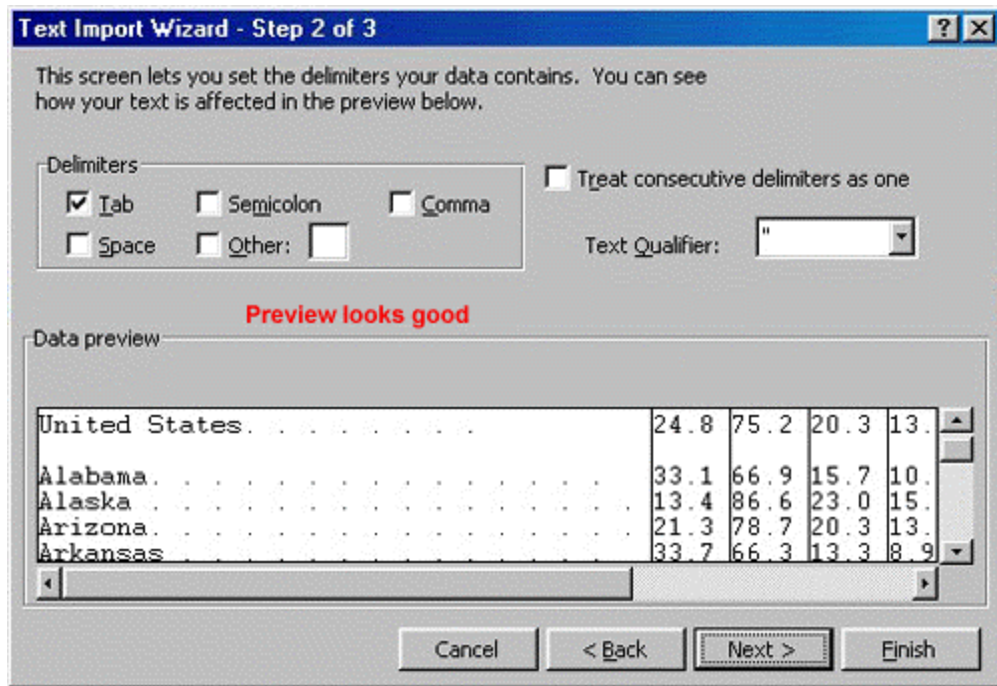 Text Import Wizard - Step 2 of 3
This screen lets you set the delimiters your data contains. You can see
how your text is affected in the preview below.
Delimiters
Tab Semicolon Comma
Space Other:
Treat consecutive delimiters as one
Text Qualifier: "
Preview looks good
Data preview
United States. . . . . . . . 24.8 75.2 20.3 13.
Alabama. . . . . . . . . . . . . . . 33.1 66.9 15.7 10.
Alaska . . . . . . . . . . . . . . . . 13.4 86.6 23.0 15.
Arizona. . . . . . . . . . . . . . . . 21.3 78.7 20.3 13.
Arkansas . . . . . . . . . . . . . . 33.7 66.3 13.3 8.9
Cancel < Back Next > Finish